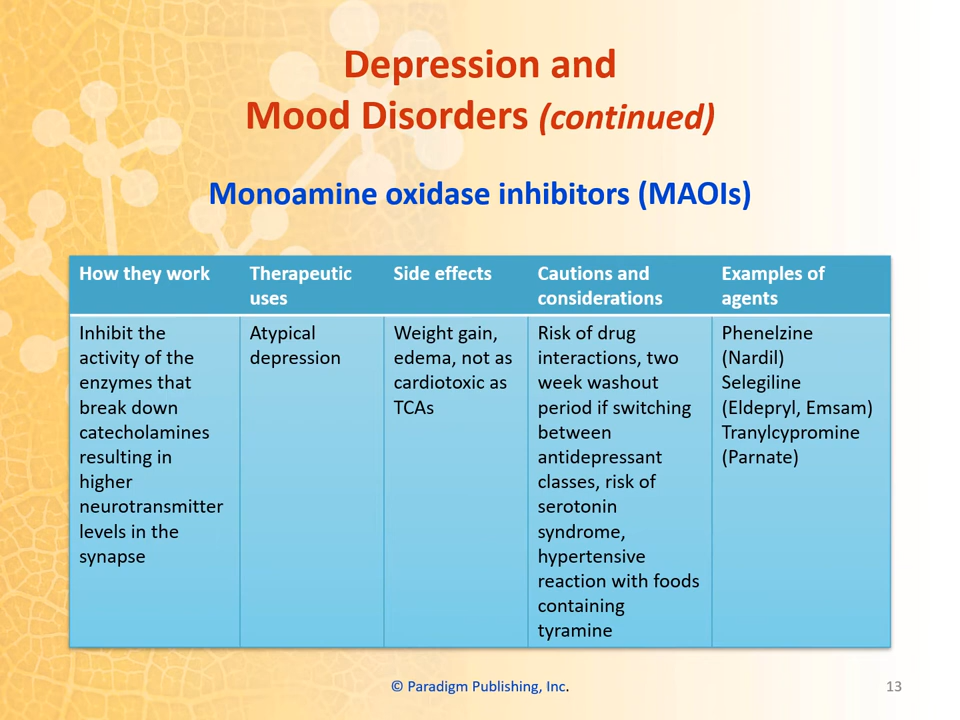 Depression and
Mood Disorders (continued)
Monoamine oxidase inhibitors (MAOIs)
How they work
Therapeutic
uses
Side effects
Cautions and
considerations
Examples of
agents
Inhibit the
activity of the
enzymes that
break down
catecholamines
resulting in
higher
neurotransmitter
levels in the
synapse
Atypical
depression
Weight gain,
edema, not as
cardiotoxic as
TCAs
Risk of drug
interactions, two
week washout
period if switching
between
antidepressant
classes, risk of
serotonin
syndrome,
hypertensive
reaction with foods
containing
tyramine
Phenelzine
(Nardil)
Selegiline
(Eldepryl, Emsam)
Tranylcypromine
(Parnate)
© Paradigm Publishing, Inc.
13